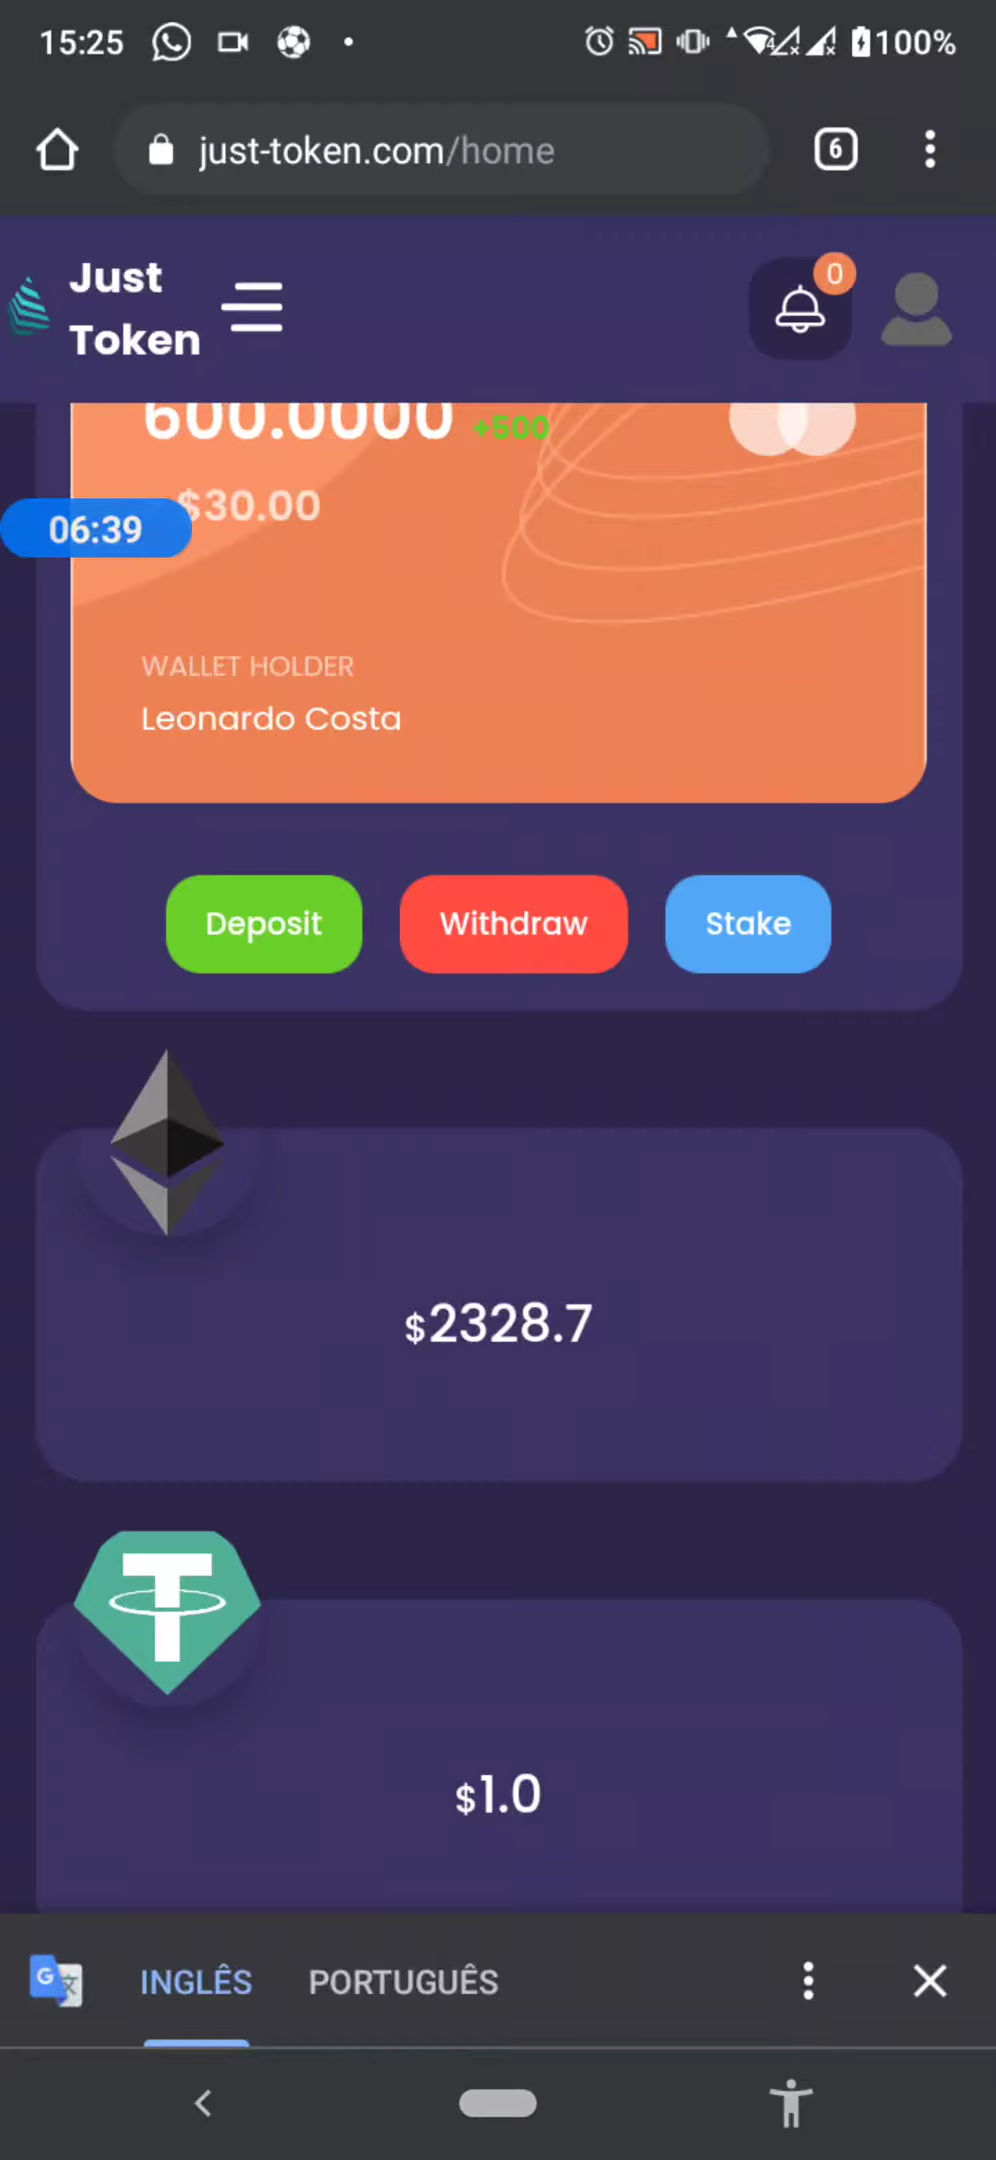 15:25 100%
just-token.com/home 6
Just
Token
0
600.0000 +500
$30.00
06:39
WALLET HOLDER
Leonardo Costa
Deposit Withdraw Stake
$2328.7
$1.0
INGLÊS PORTUGUÊS